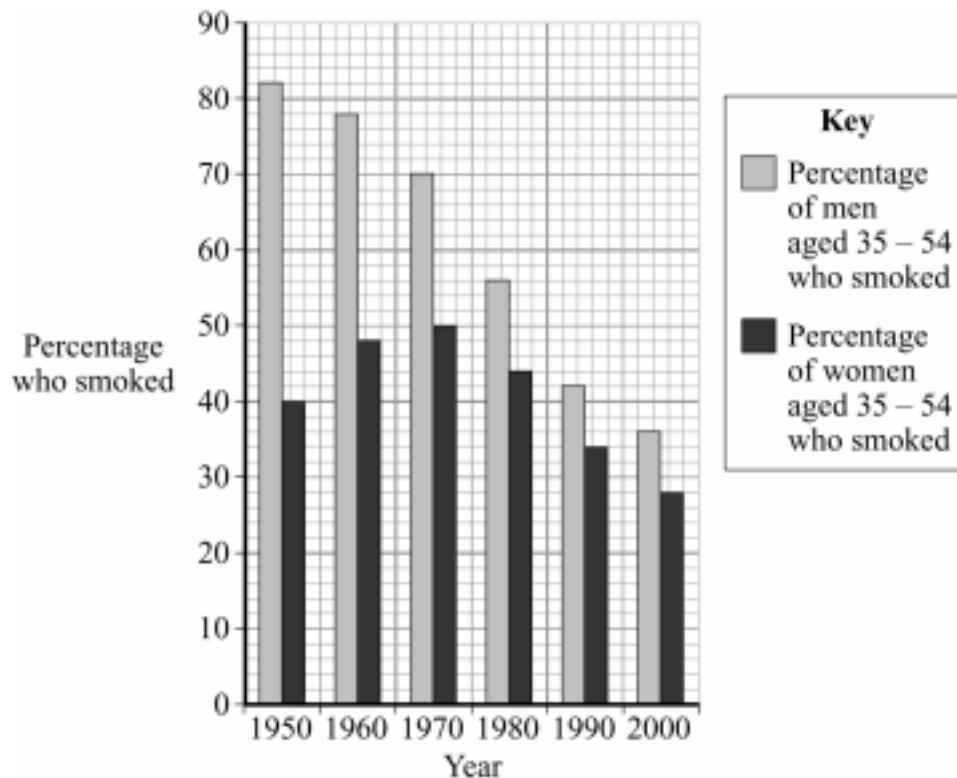 90
80
70
60
50
40
30
20
10
0
Percentage
who smoked
1950 1960 1970 1980 1990 2000
Year
Key
Percentage
of men
aged 35 – 54
who smoked
Percentage
of women
aged 35 – 54
who smoked